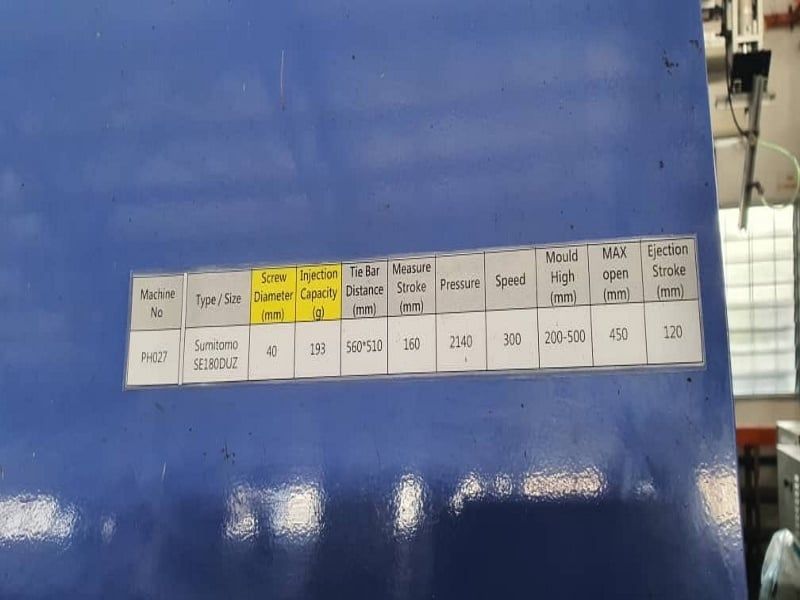 Machine No
Type / Size
Screw Diameter (mm)
Injection Capacity (g)
Tie Bar Distance (mm)
Measure Stroke (mm)
Pressure
Speed
Mould High (mm)
MAX open (mm)
Ejection Stroke (mm)
PH027
Sumitomo SE180DUZ
40
193
560*510
160
2140
300
200-500
450
120